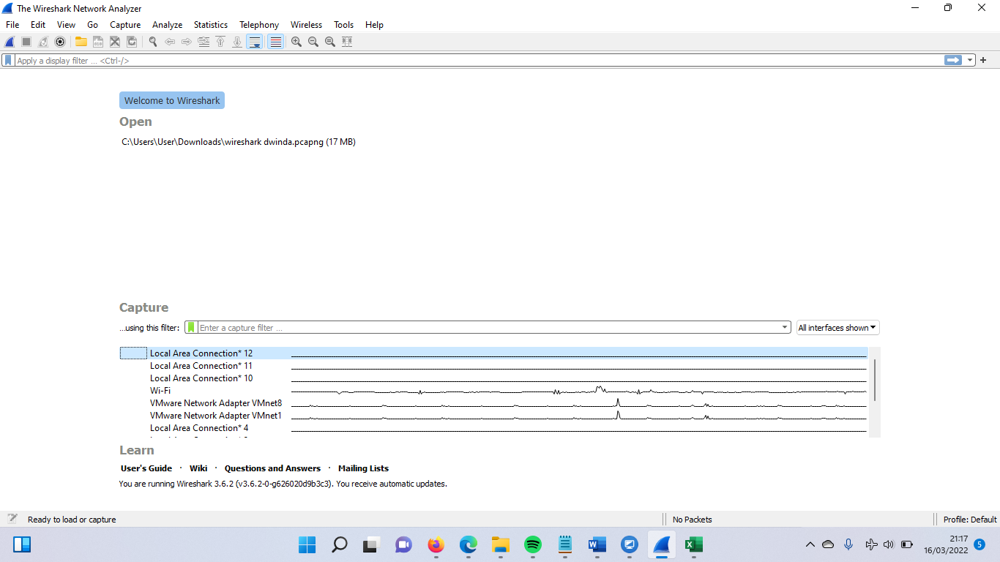 The Wireshark Network Analyzer
File Edit View Go Capture Analyze Statistics Telephony Wireless Tools Help
Apply a display filter ... <Ctrl-/>
Welcome to Wireshark
Open
C:\Users\User\Downloads\wireshark dwinda.pcapng (17 MB)
Capture
...using this filter: Enter a capture filter ... All interfaces shown
Local Area Connection* 12
Local Area Connection* 11
Local Area Connection* 10
Wi-Fi
VMware Network Adapter VMnet8
VMware Network Adapter VMnet1
Local Area Connection* 4
Learn
User's Guide · Wiki · Questions and Answers · Mailing Lists
You are running Wireshark 3.6.2 (v3.6.2-0-g626020d9b3c3). You receive automatic updates.
Ready to load or capture No Packets Profile: Default
21:17
16/03/2022 5